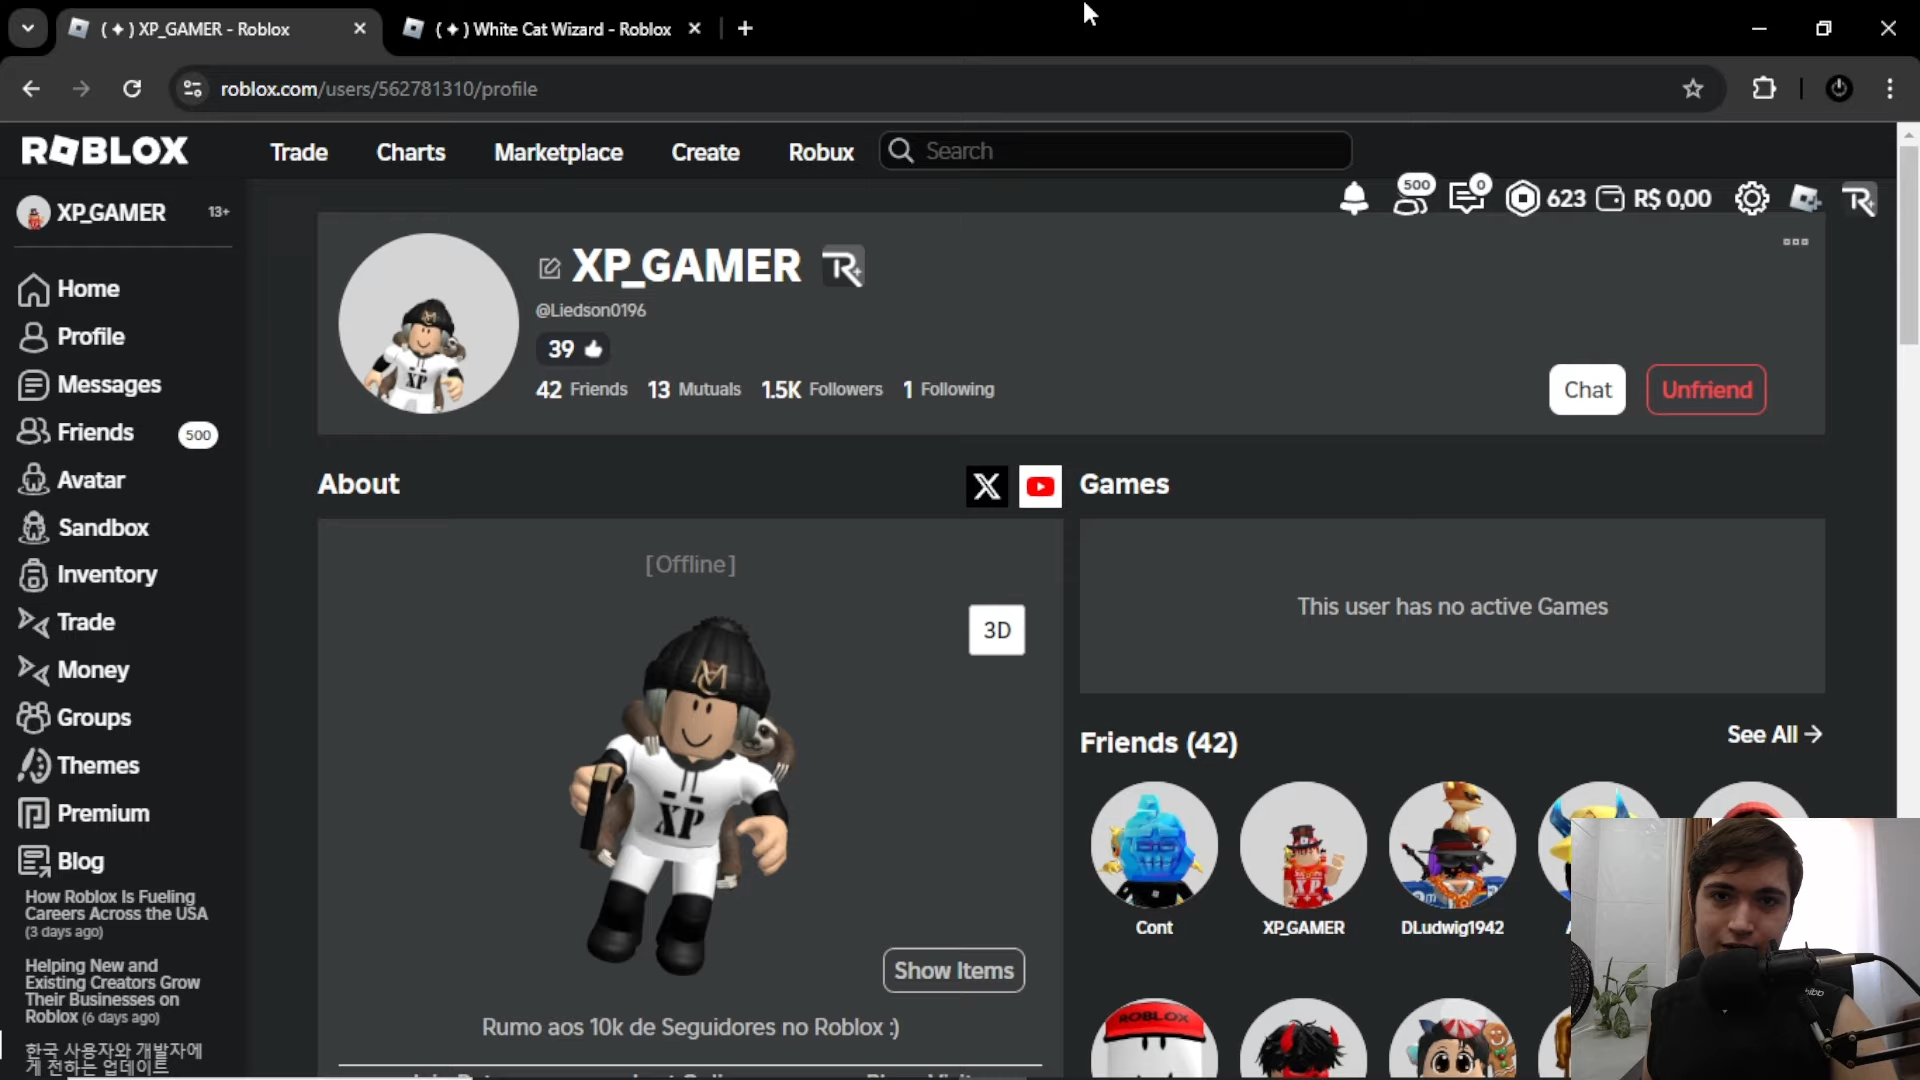 ( ✦ ) XP_GAMER - Roblox
( ✦ ) White Cat Wizard - Roblox
roblox.com/users/562781310/profile
ROBLOX
Trade
Charts
Marketplace
Create
Robux
Search
500
0
623
R$ 0,00
XP_GAMER
13+
Home
Profile
Messages
Friends
500
Avatar
Sandbox
Inventory
Trade
Money
Groups
Themes
Premium
Blog
How Roblox Is Fueling
Careers Across the USA
(3 days ago)
Helping New and
Existing Creators Grow
Their Businesses on
Roblox (6 days ago)
한국 사용자와 개발자에
게 전하는 업데이트
XP_GAMER
@Liedson0196
39
42 Friends
13 Mutuals
1.5K Followers
1 Following
Chat
Unfriend
About
[Offline]
3D
XP
Show Items
Rumo aos 10k de Seguidores no Roblox :)
Games
This user has no active Games
Friends (42)
See All →
Cont
XP_GAMER
DLudwig1942
ROBLOX